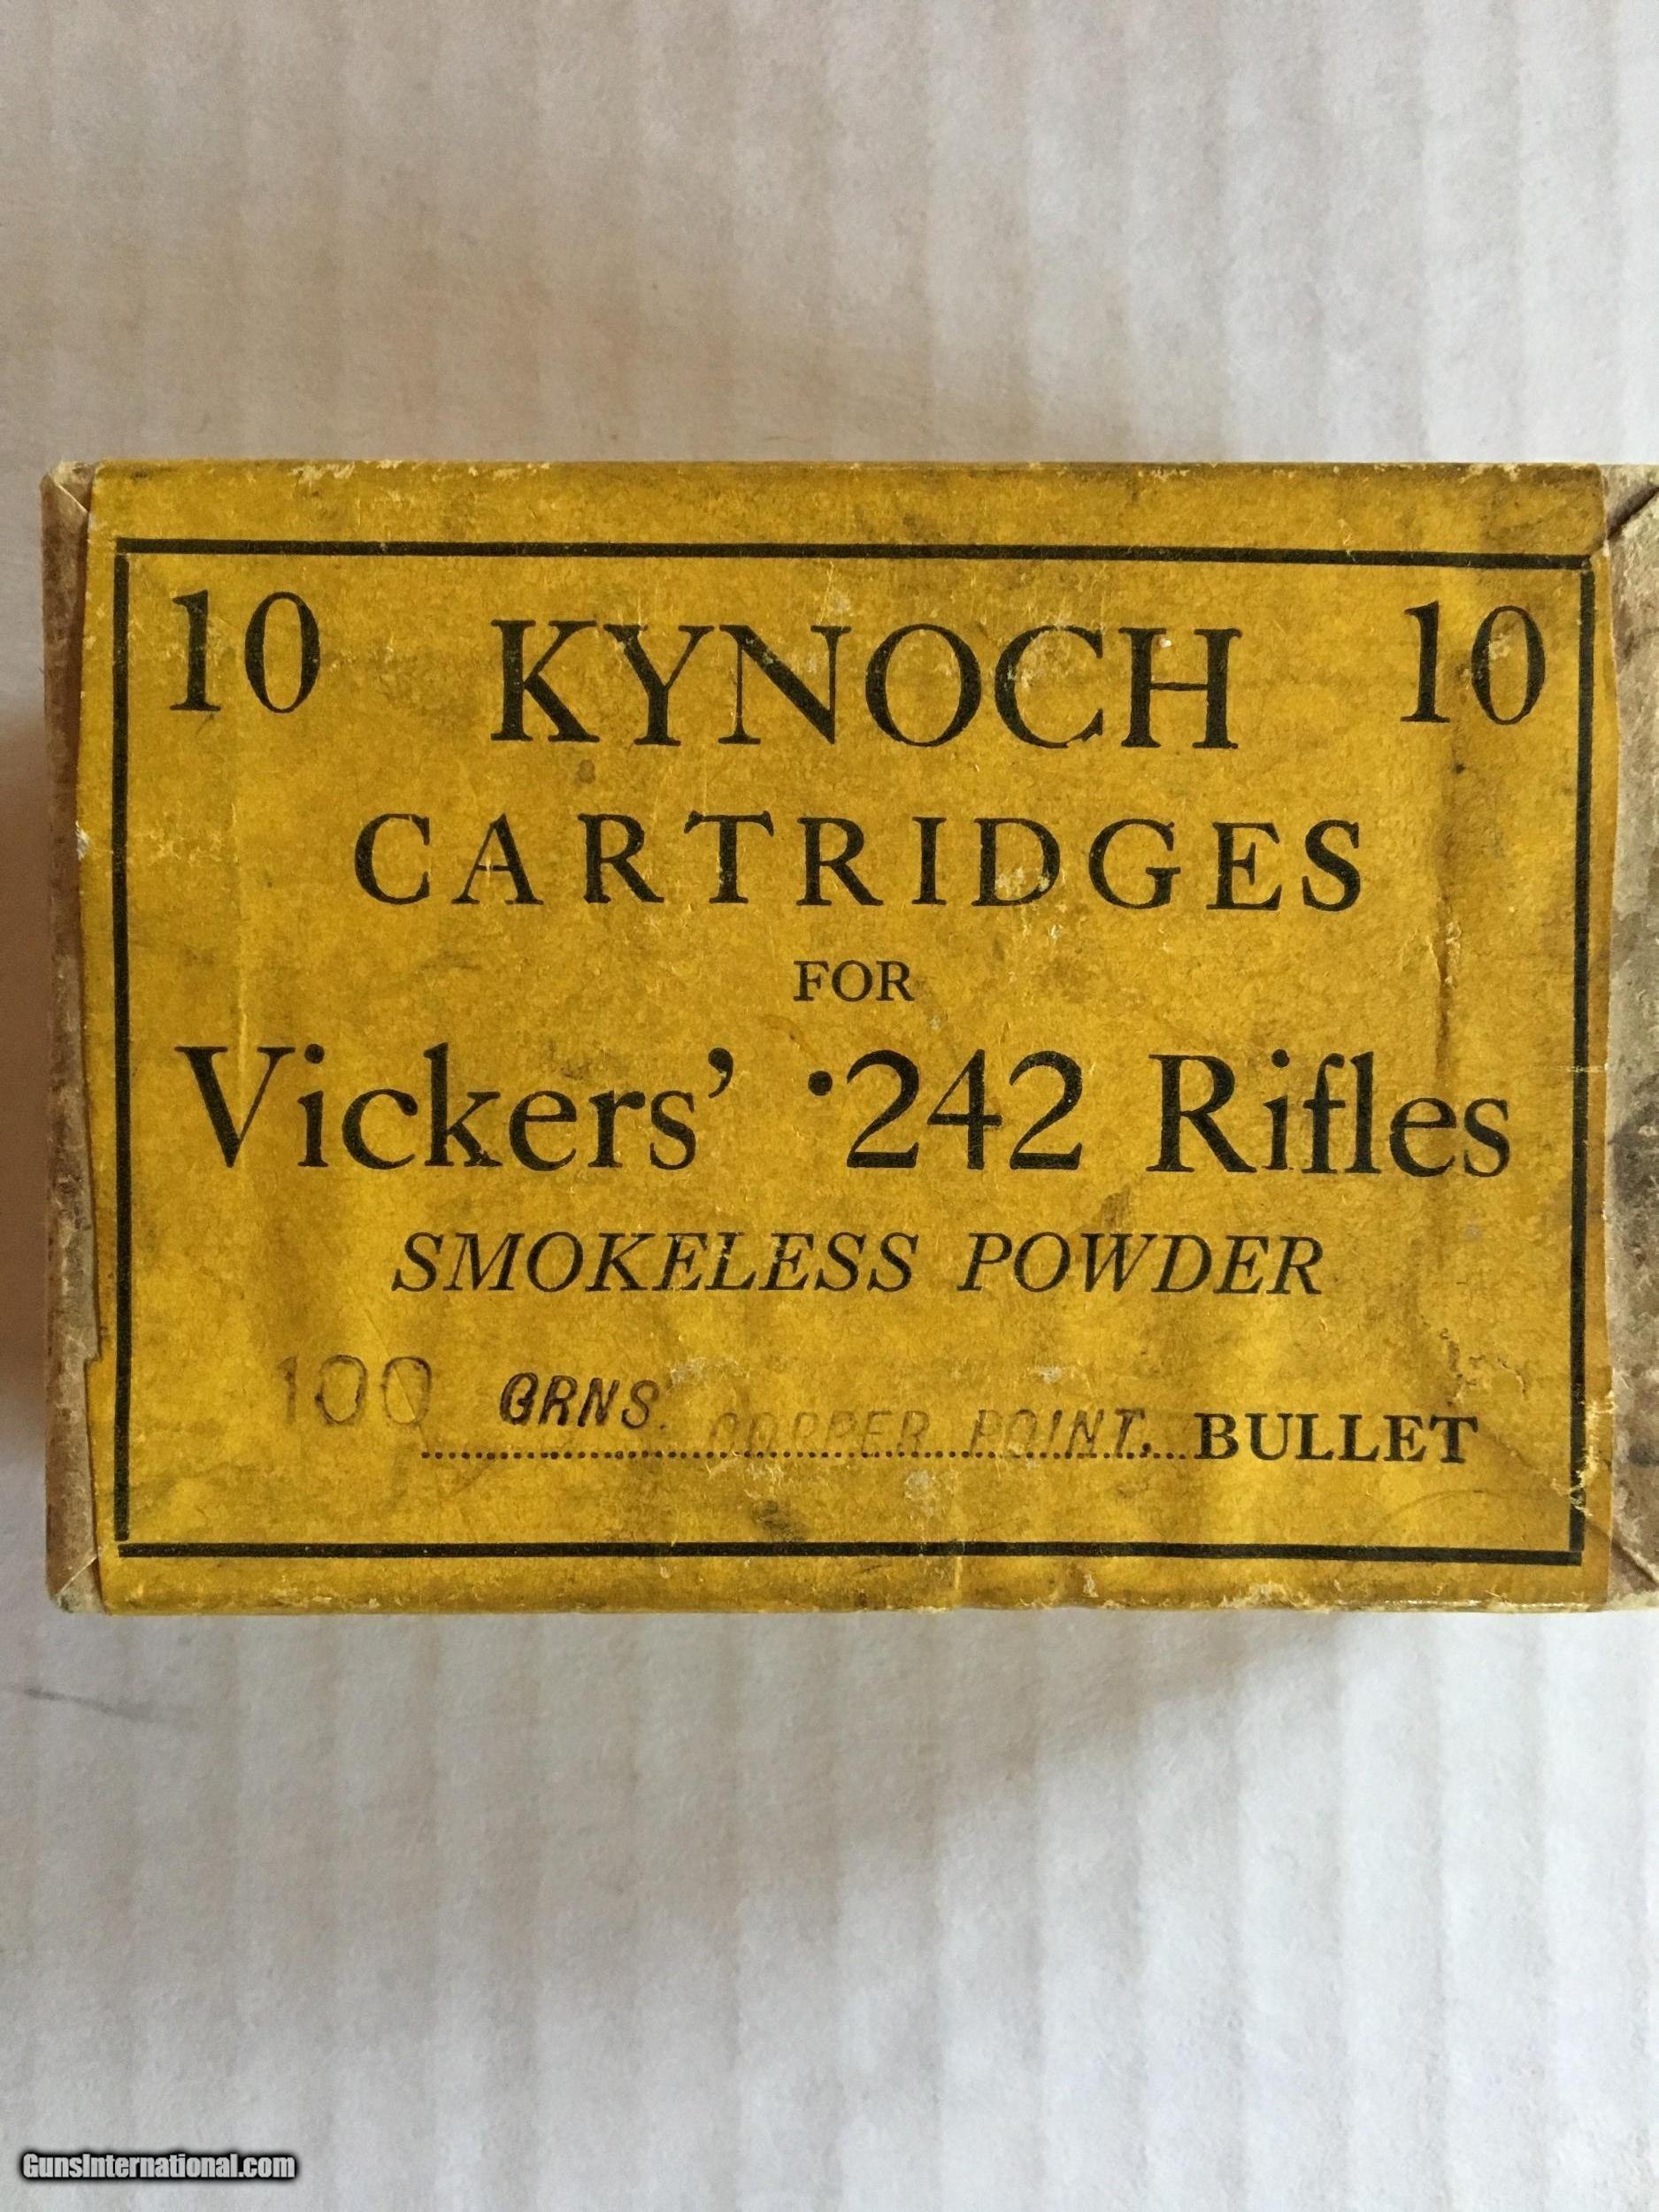 10 KYNOCH 10
CARTRIDGES
FOR
Vickers' ·242 Rifles
SMOKELESS POWDER
100 GRNS. COPPER POINT. BULLET
GunsInternational.com